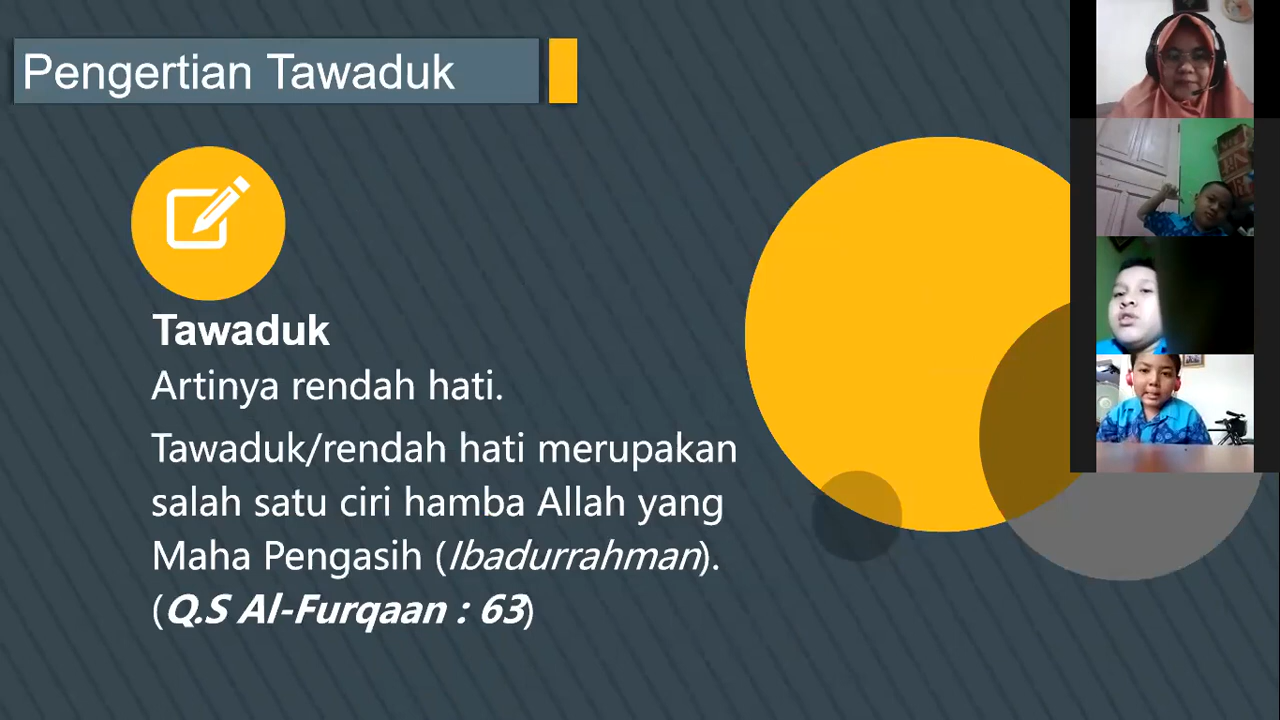 Pengertian Tawaduk
Tawaduk
Artinya rendah hati.
Tawaduk/rendah hati merupakan
salah satu ciri hamba Allah yang
Maha Pengasih (Ibadurrahman).
(Q.S Al-Furqaan : 63)